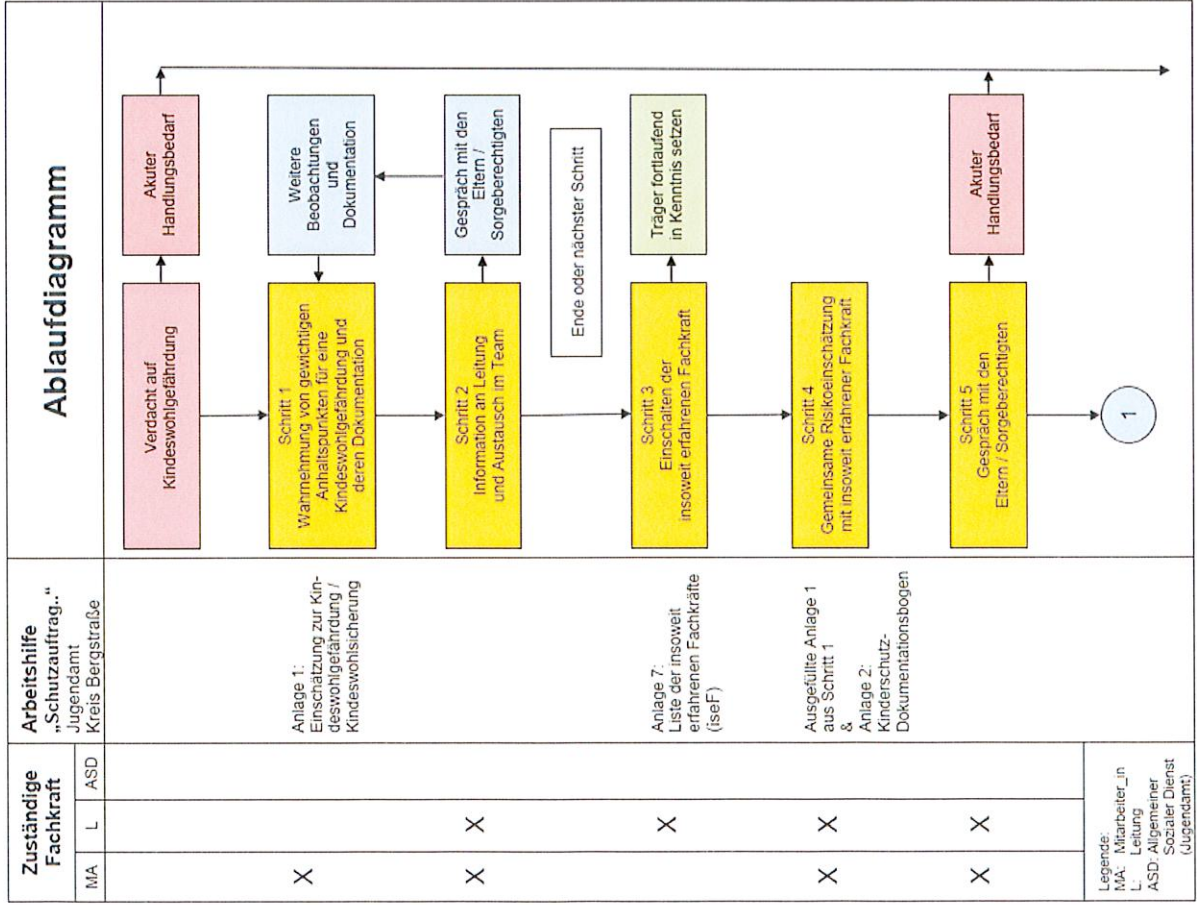 Zuständige
Fachkraft
MA
L
ASD
Arbeitshilfe
„Schutzauftrag..“
Jugendamt
Kreis Bergstraße
Ablaufdiagramm
Verdacht auf
Kindeswohlgefährdung
Akuter
Handlungsbedarf
X
Anlage 1:
Einschätzung zur Kin-
deswohlgefährdung /
Kindeswohlsicherung
Schritt 1
Wahrnehmung von gewichtigen
Anhaltspunkten für eine
Kindeswohlgefährdung und
deren Dokumentation
Weitere
Beobachtungen
und
Dokumentation
X
X
Schritt 2
Information an Leitung
und Austausch im Team
Gespräch mit den
Eltern /
Sorgeberechtigten
Ende oder nächster Schritt
X
Anlage 7:
Liste der insoweit
erfahrenen Fachkräfte
(iseF)
Schritt 3
Einschalten der
insoweit erfahrenen Fachkraft
Träger fortlaufend
in Kenntnis setzen
X
X
Ausgefüllte Anlage 1
aus Schritt 1
&
Anlage 2:
Kinderschutz-
Dokumentationsbogen
Schritt 4
Gemeinsame Risikoeinschätzung
mit insoweit erfahrener Fachkraft
X
X
Schritt 5
Gespräch mit den
Eltern / Sorgeberechtigten
Akuter
Handlungsbedarf
1
Legende:
MA: Mitarbeiter_in
L: Leitung
ASD: Allgemeiner
Sozialer Dienst
(Jugendamt)